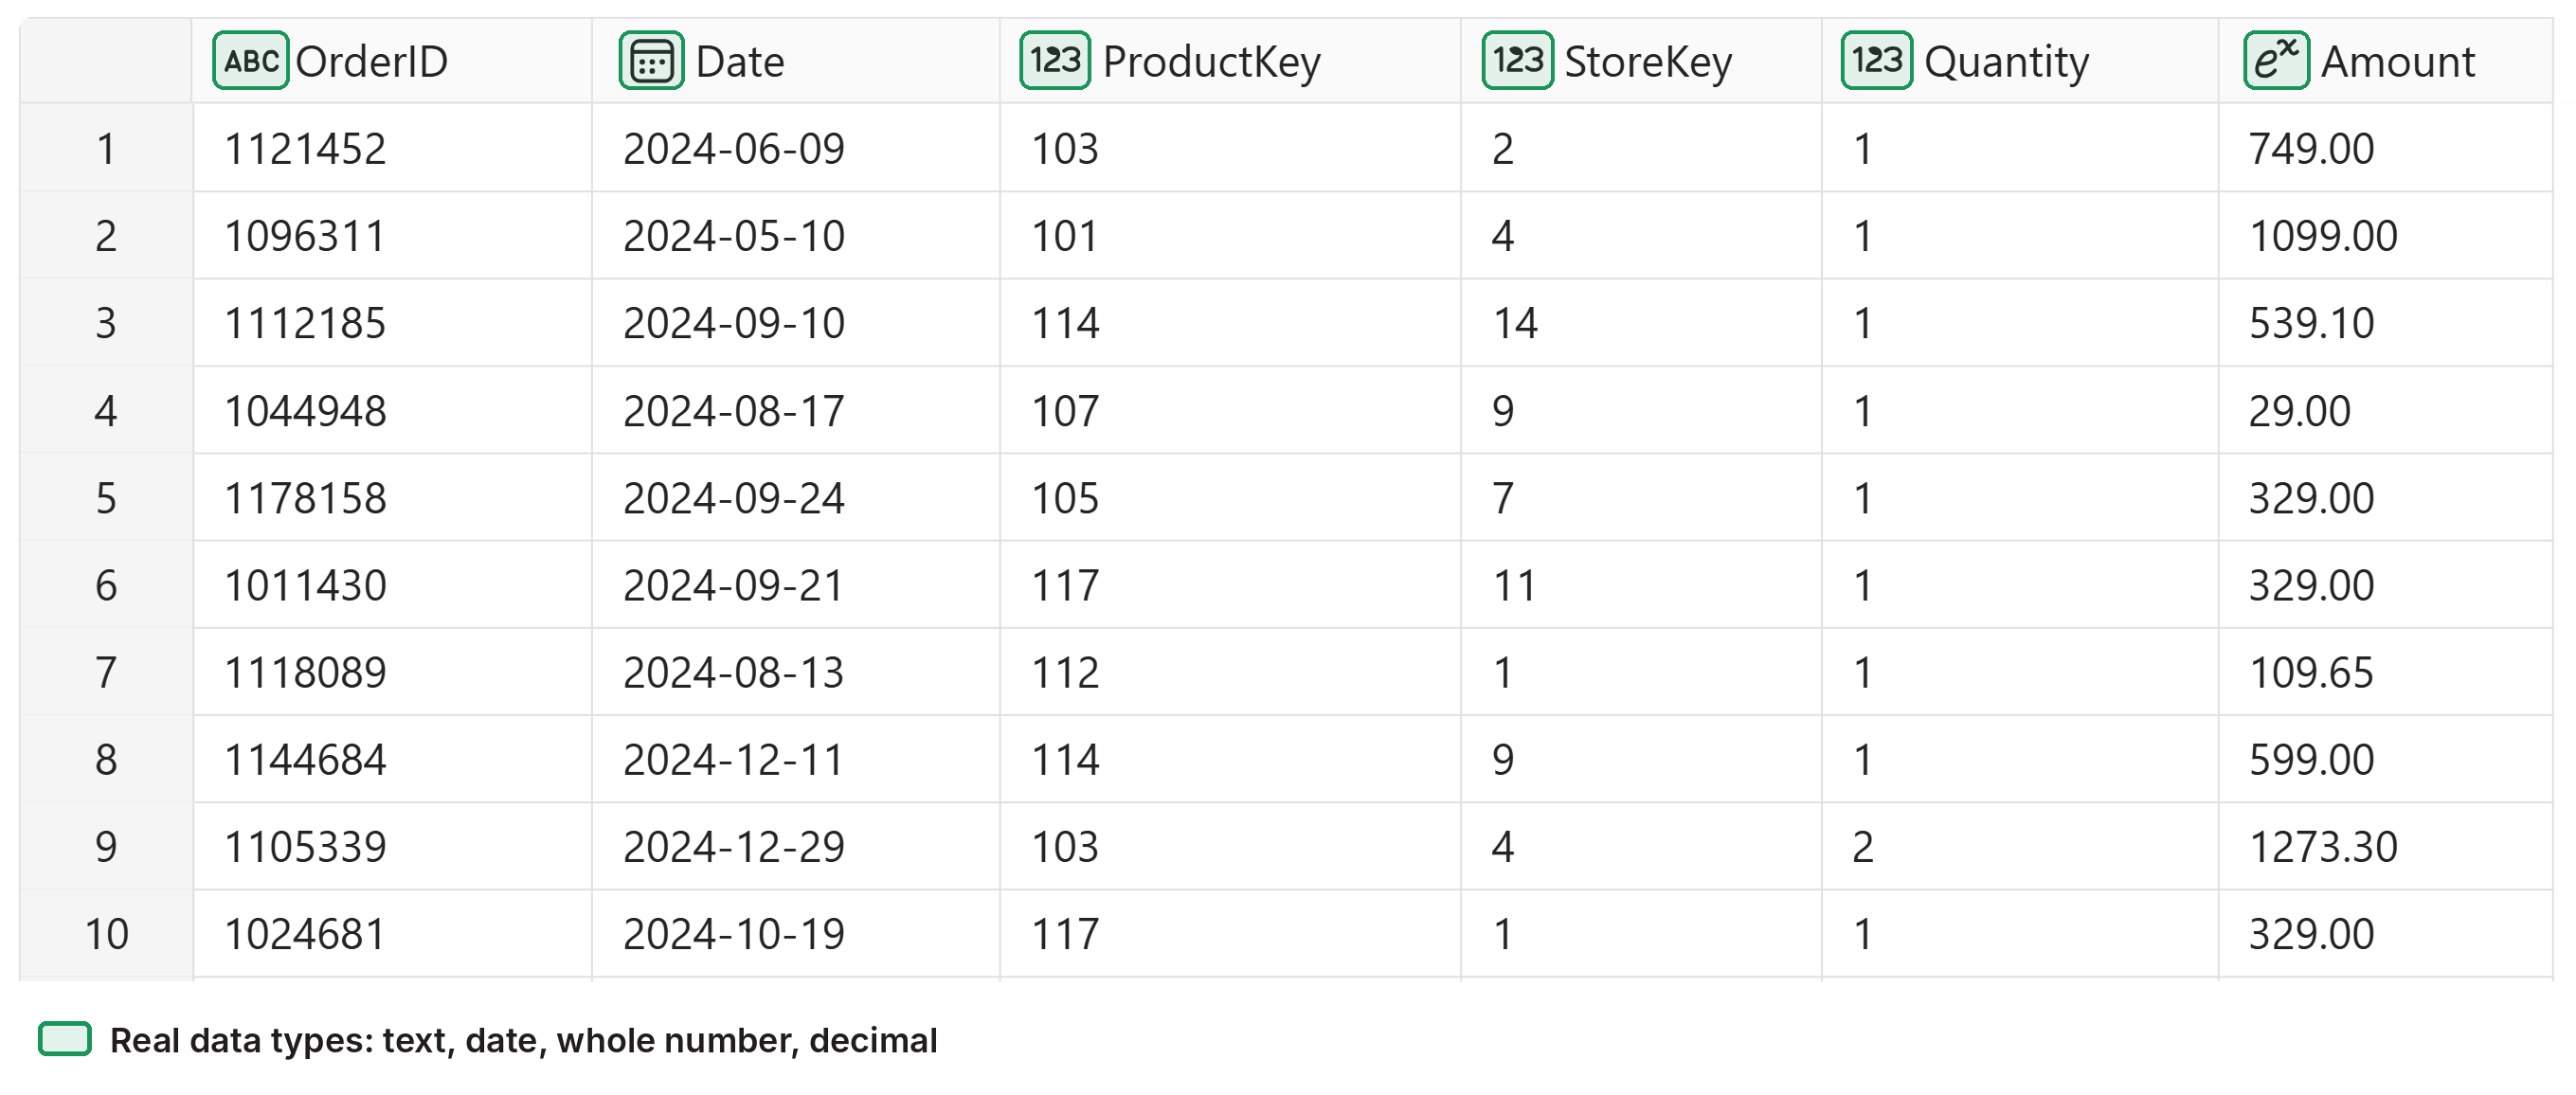 ABC OrderID Date 123 ProductKey 123 StoreKey 123 Quantity eˣ Amount
1 1121452 2024-06-09 103 2 1 749.00
2 1096311 2024-05-10 101 4 1 1099.00
3 1112185 2024-09-10 114 14 1 539.10
4 1044948 2024-08-17 107 9 1 29.00
5 1178158 2024-09-24 105 7 1 329.00
6 1011430 2024-09-21 117 11 1 329.00
7 1118089 2024-08-13 112 1 1 109.65
8 1144684 2024-12-11 114 9 1 599.00
9 1105339 2024-12-29 103 4 2 1273.30
10 1024681 2024-10-19 117 1 1 329.00
Real data types: text, date, whole number, decimal